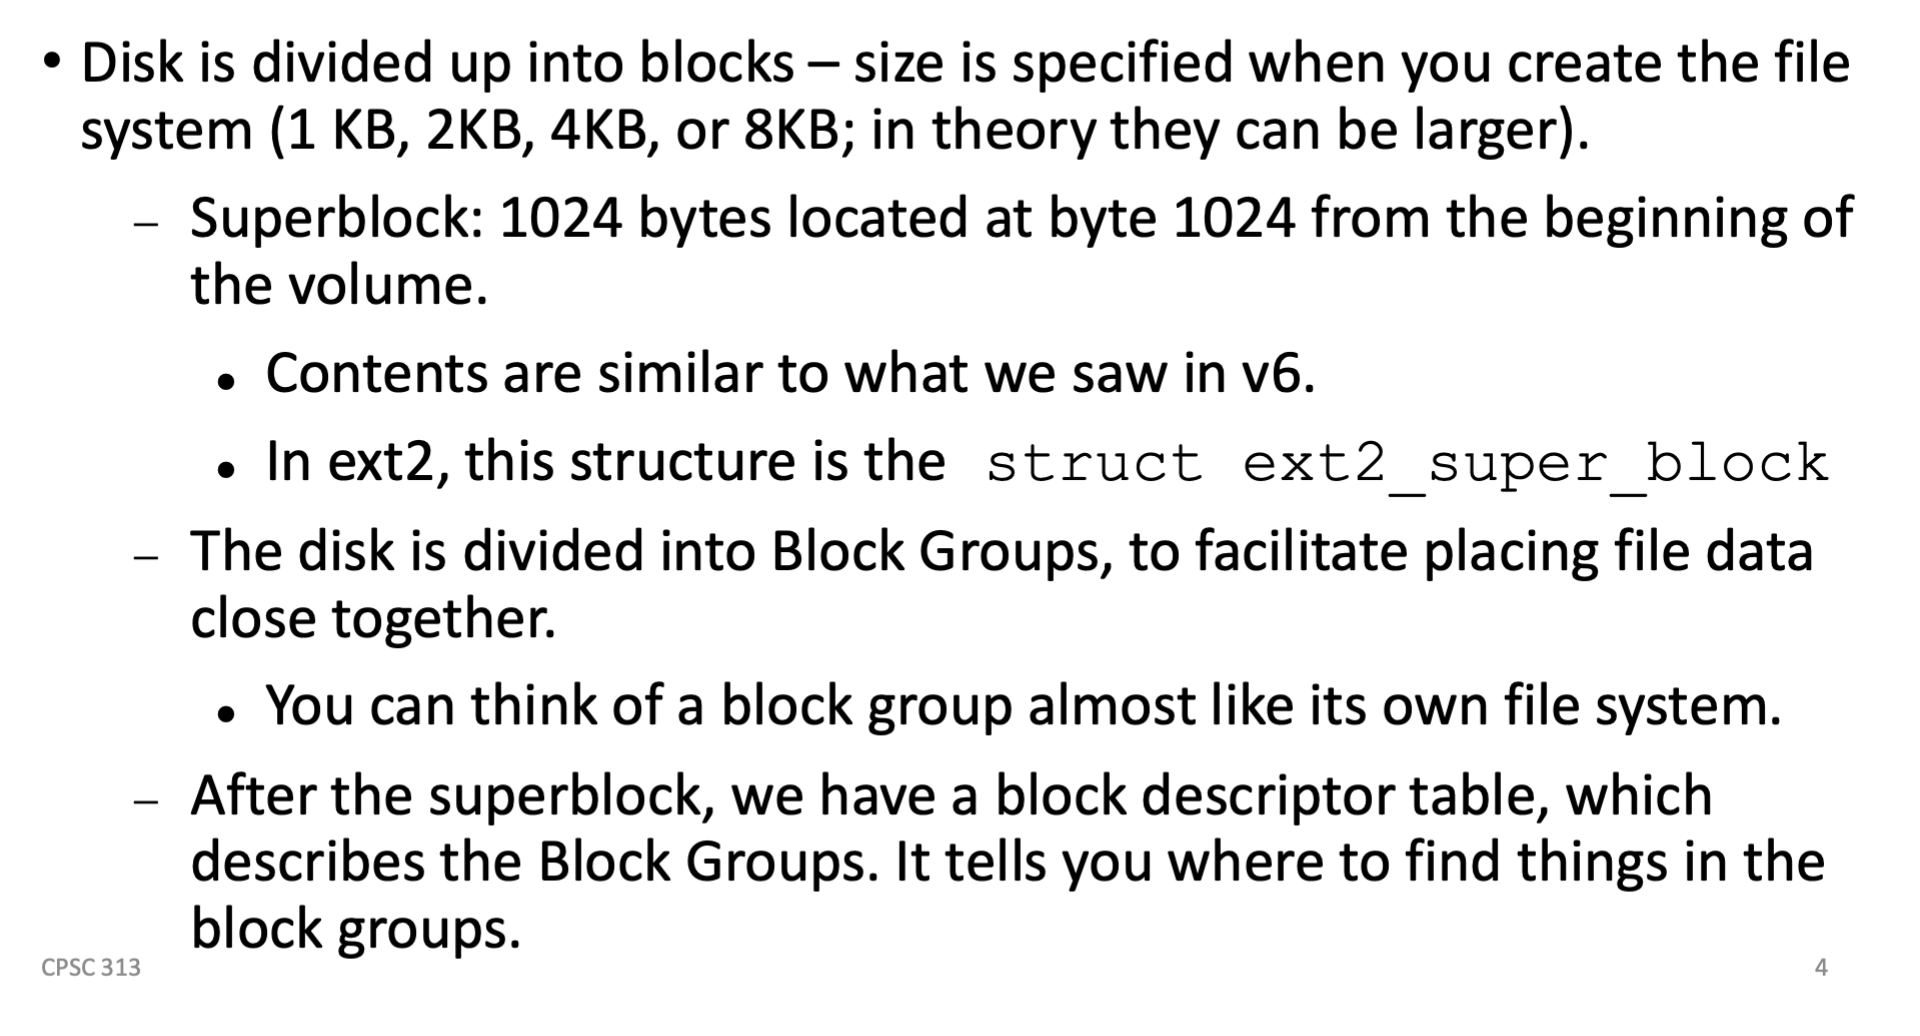 • Disk is divided up into blocks – size is specified when you create the file
system (1 KB, 2KB, 4KB, or 8KB; in theory they can be larger).
– Superblock: 1024 bytes located at byte 1024 from the beginning of
the volume.
• Contents are similar to what we saw in v6.
• In ext2, this structure is the struct ext2_super_block
– The disk is divided into Block Groups, to facilitate placing file data
close together.
• You can think of a block group almost like its own file system.
– After the superblock, we have a block descriptor table, which
describes the Block Groups. It tells you where to find things in the
block groups.
CPSC 313
4